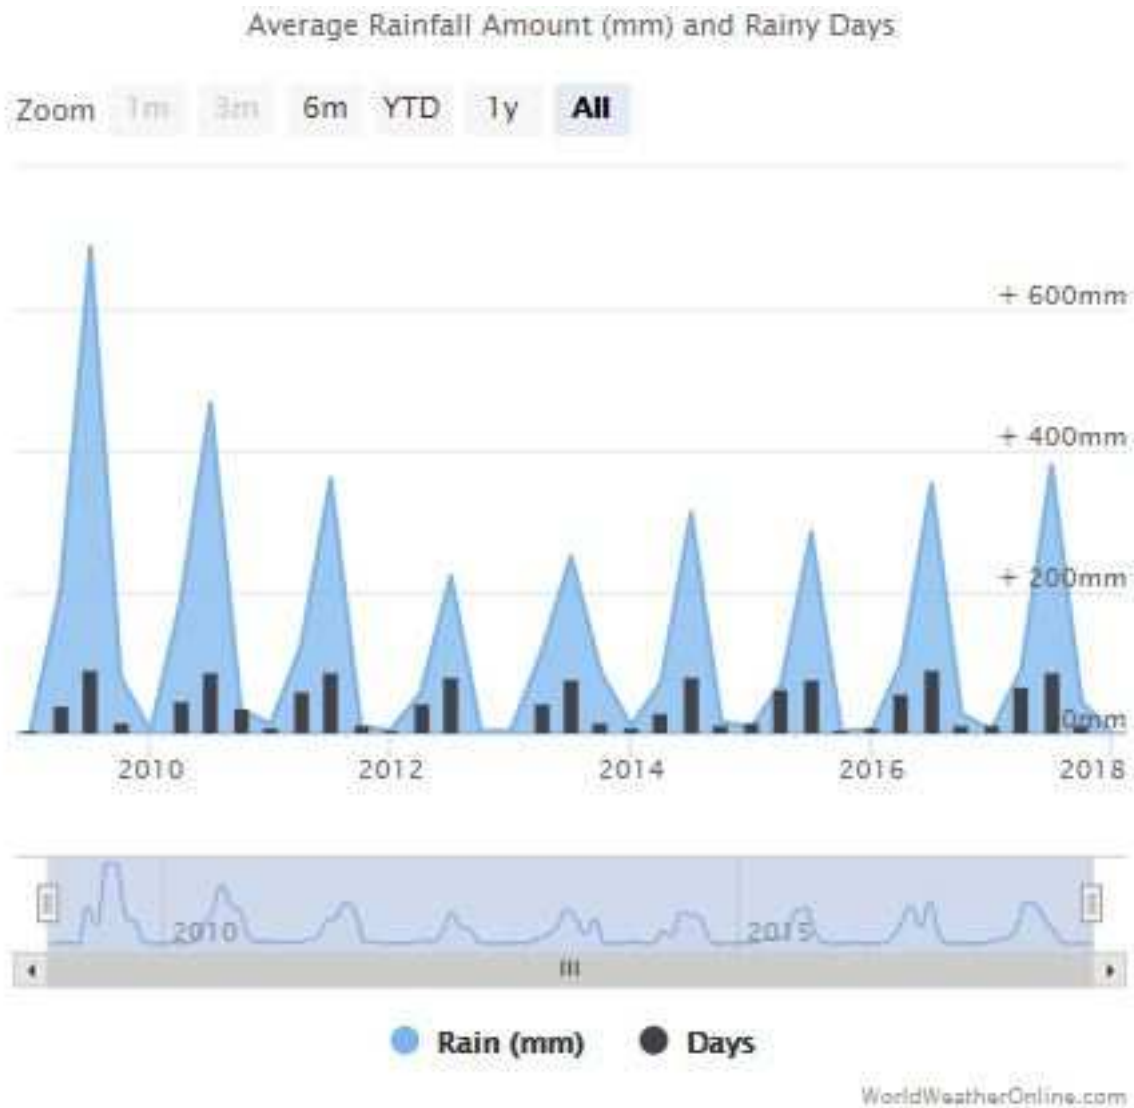 Average Rainfall Amount (mm) and Rainy Days
Zoom 1m 3m 6m YTD 1y All
+ 600mm
+ 400mm
+ 200mm
0mm
2010 2012 2014 2016 2018
2010 2015
Rain (mm) Days
WorldWeatherOnline.com